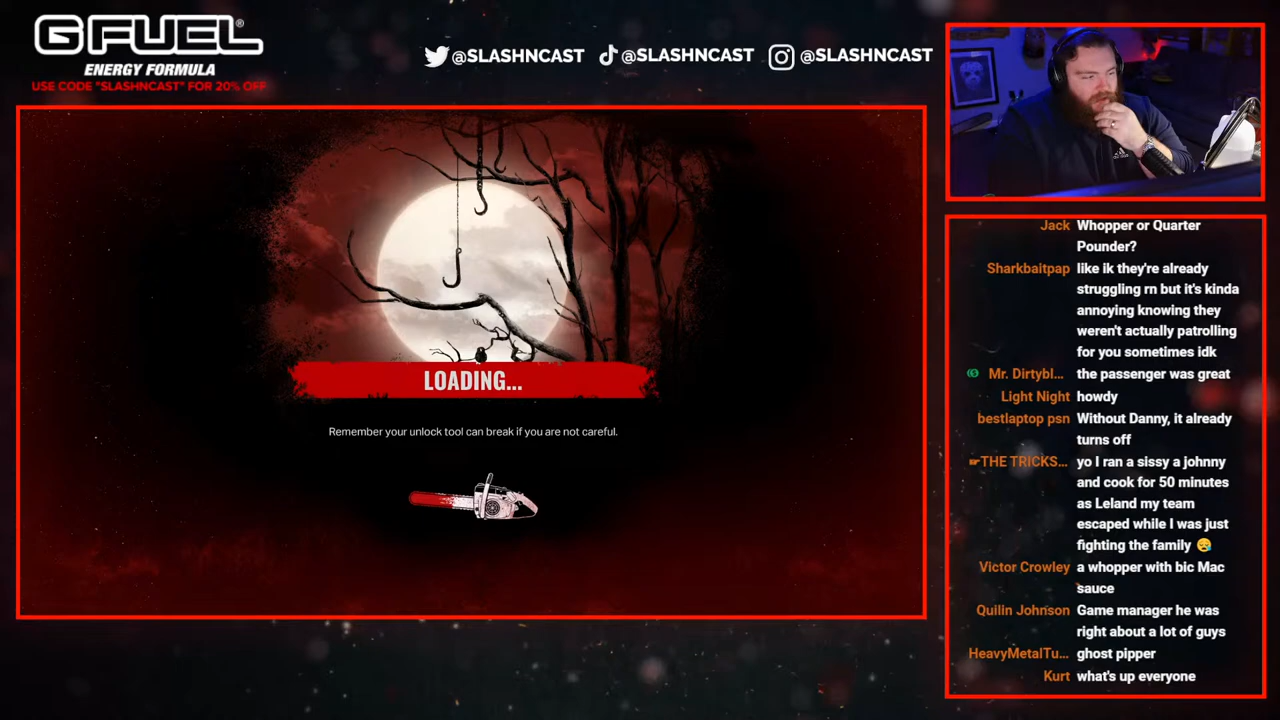 GFUEL®
ENERGY FORMULA
USE CODE "SLASHNCAST" FOR 20% OFF
@SLASHNCAST @SLASHNCAST @SLASHNCAST
LOADING...
Remember your unlock tool can break if you are not careful.
Jack Whopper or Quarter
Pounder?
Sharkbaitpap like ik they're already
struggling rn but it's kinda
annoying knowing they
weren't actually patrolling
for you sometimes idk
Mr. Dirtybl... the passenger was great
Light Night howdy
bestlaptop psn Without Danny, it already
turns off
☞THE TRICKS... yo I ran a sissy a johnny
and cook for 50 minutes
as Leland my team
escaped while I was just
fighting the family 😪
Victor Crowley a whopper with bic Mac
sauce
Quilin Johnson Game manager he was
right about a lot of guys
HeavyMetalTu... ghost pipper
Kurt what's up everyone